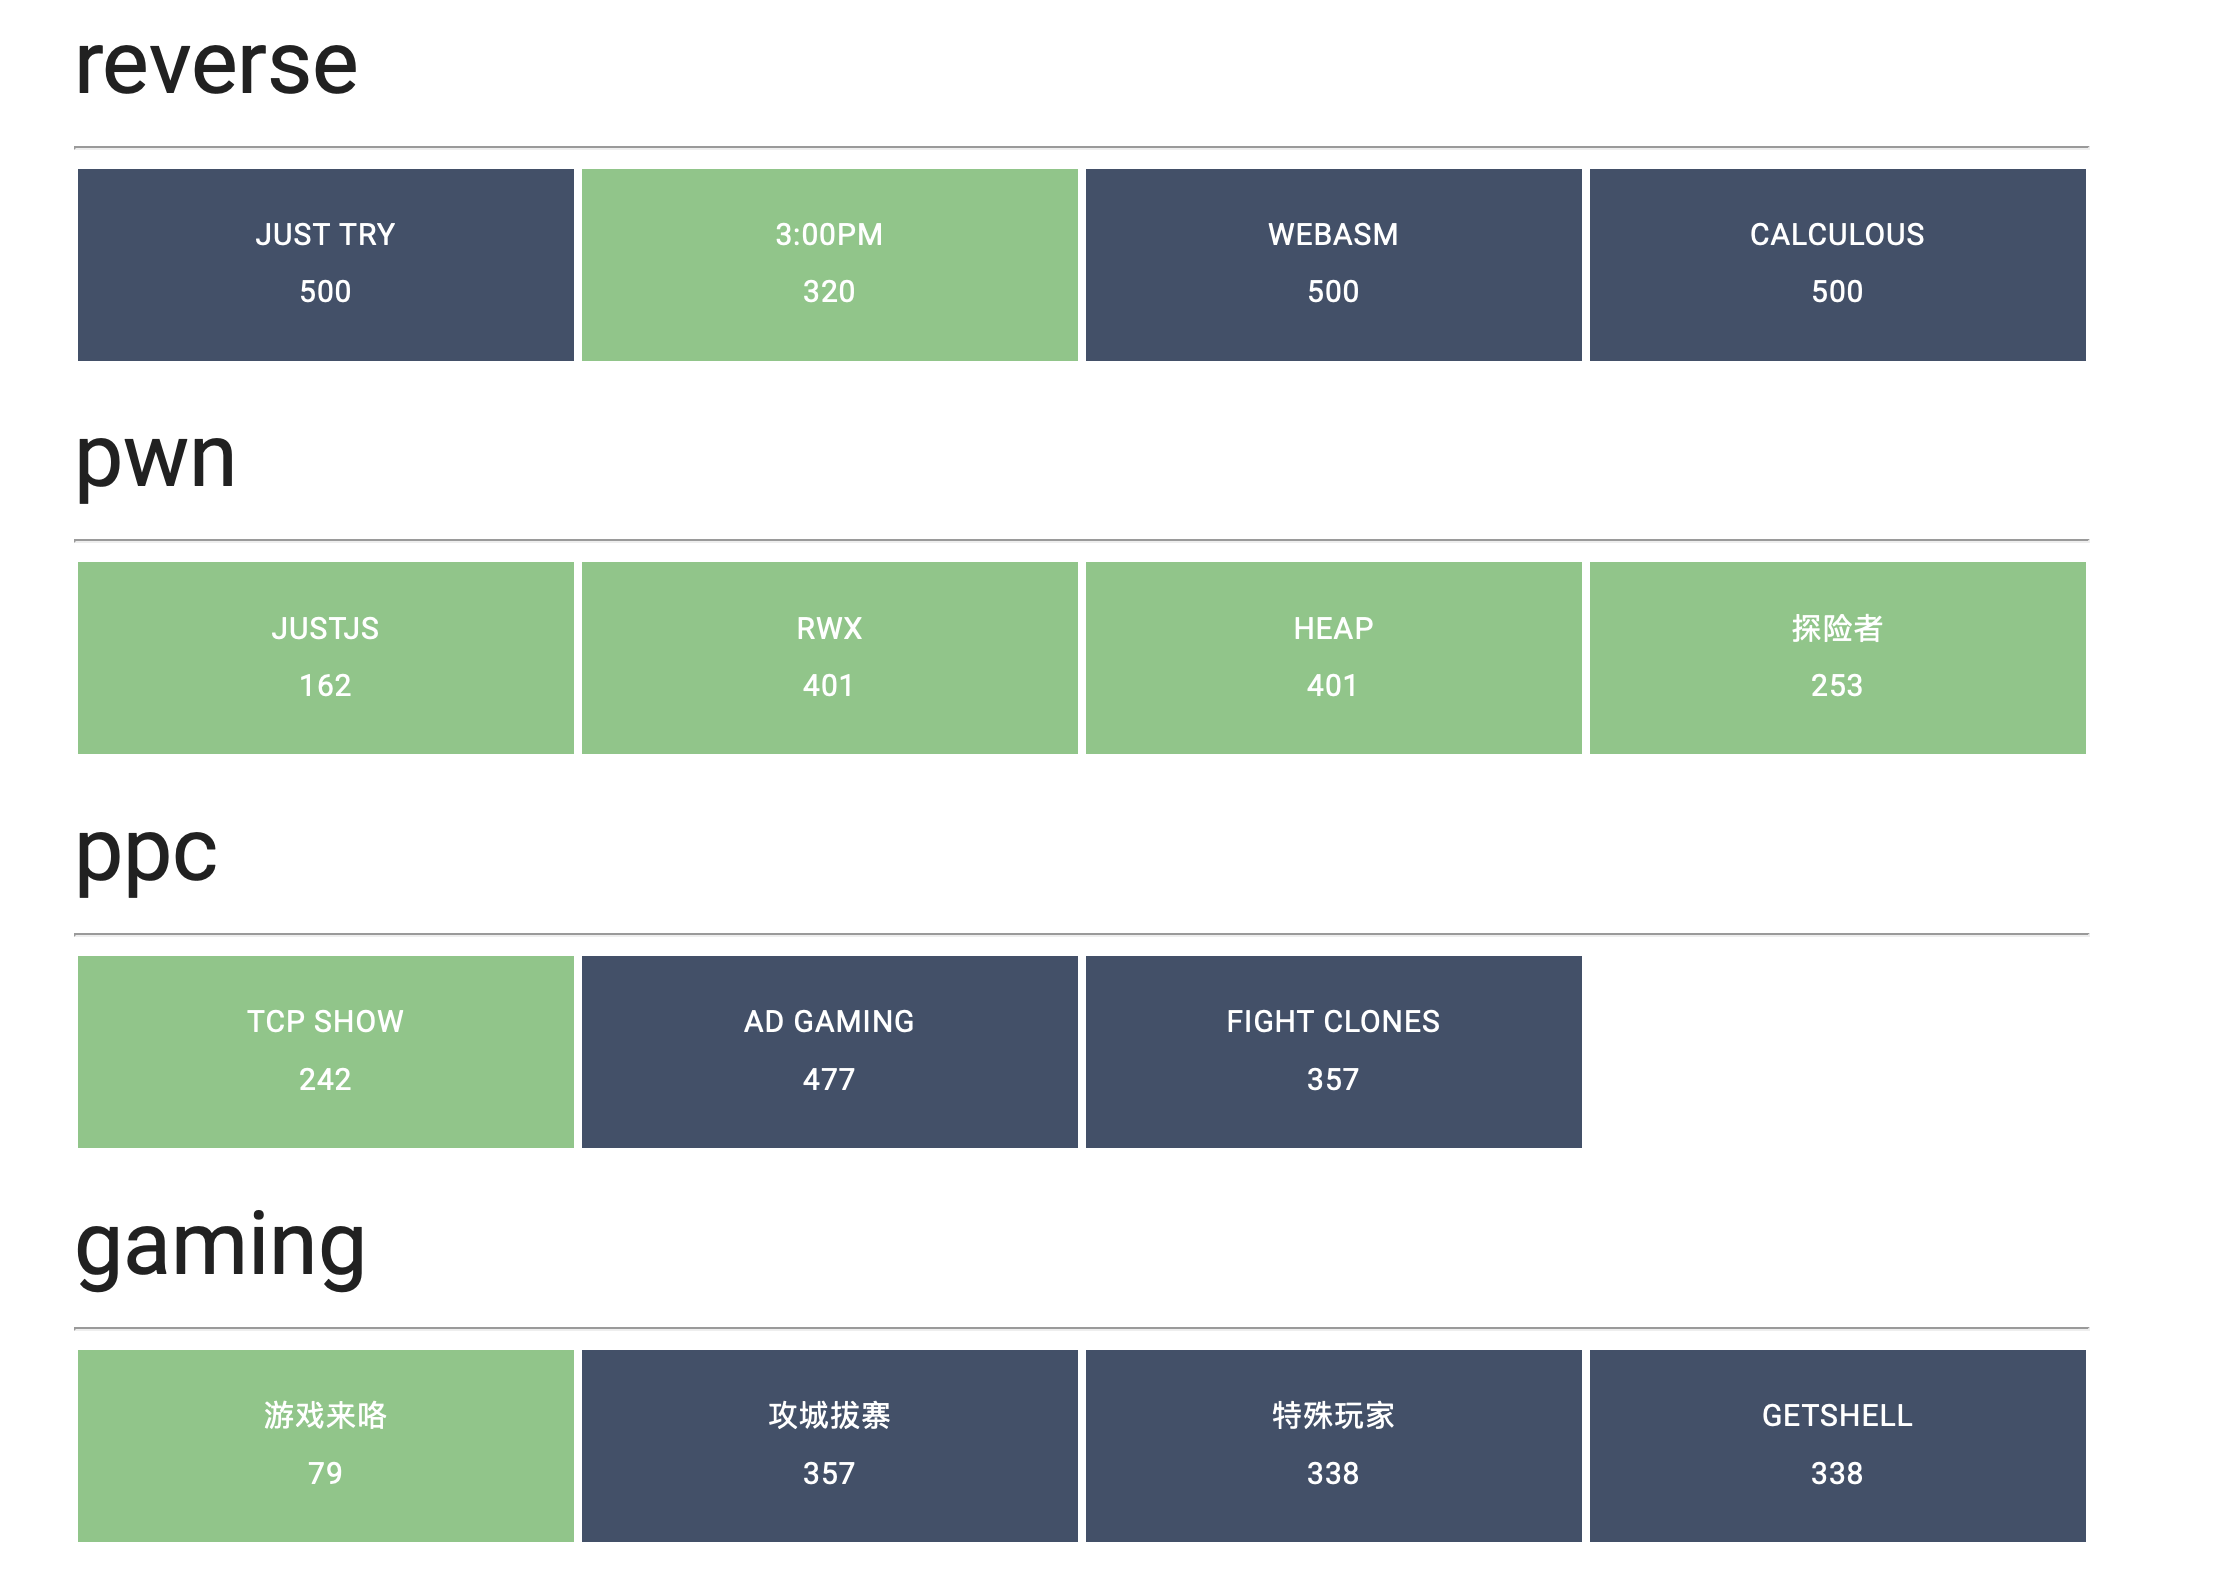 reverse
JUST TRY
500
3:00PM
320
WEBASM
500
CALCULOUS
500
pwn
JUSTJS
162
RWX
401
HEAP
401
探险者
253
ppc
TCP SHOW
242
AD GAMING
477
FIGHT CLONES
357
gaming
游戏来咯
79
攻城拔寨
357
特殊玩家
338
GETSHELL
338